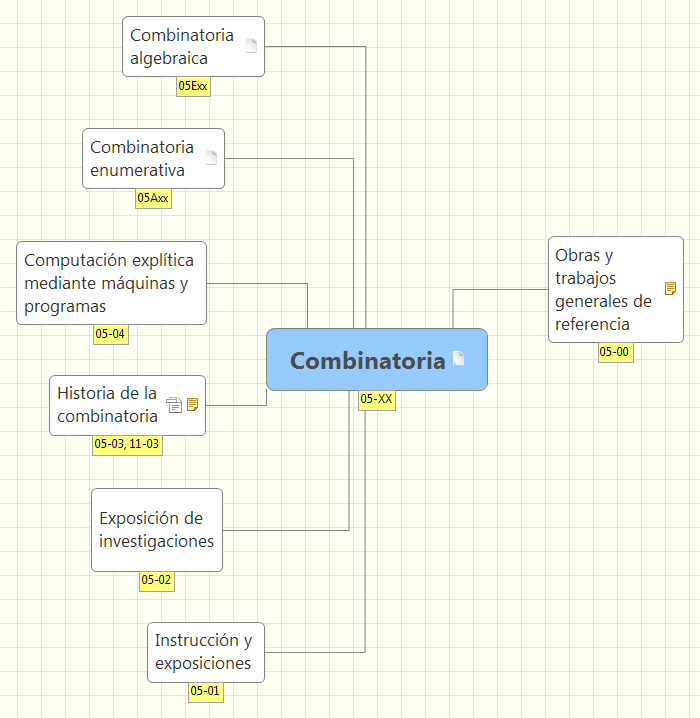 Combinatoria
algebraica
05Exx
Combinatoria
enumerativa
05Axx
Computación explítica
mediante máquinas y
programas
05-04
Obras y
trabajos
generales de
referencia
05-00
Combinatoria
05-XX
Historia de la
combinatoria
05-03, 11-03
Exposición de
investigaciones
05-02
Instrucción y
exposiciones
05-01